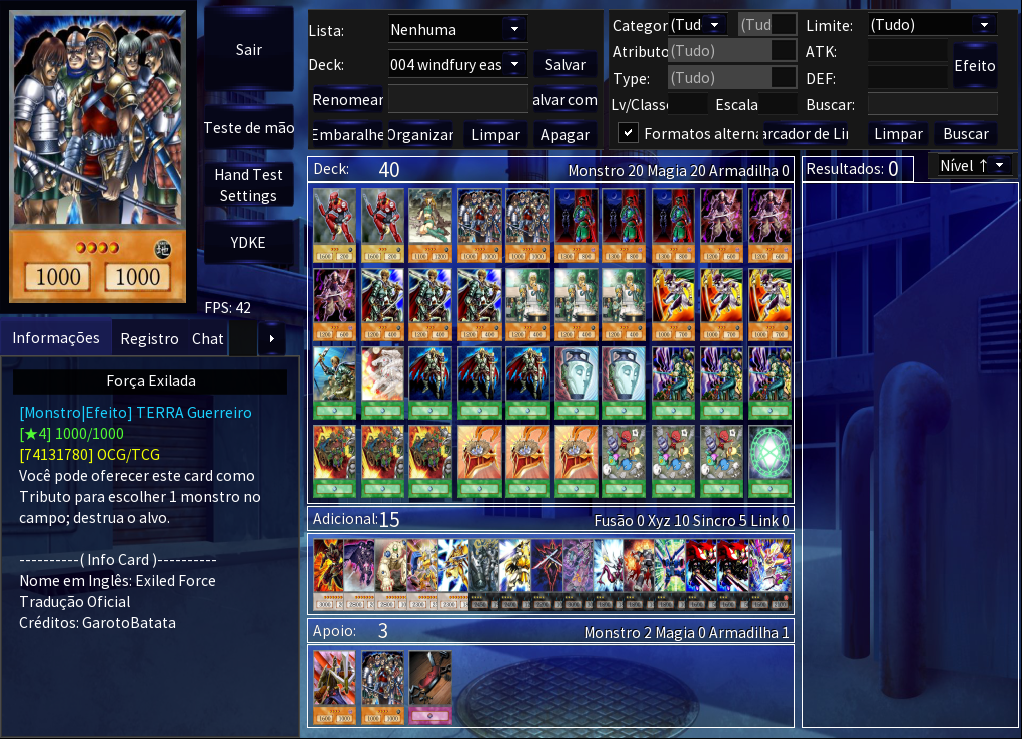 1000 1000
Sair
Teste de mão
Hand Test
Settings
YDKE
FPS: 42
Informações Registro Chat
Força Exilada
[Monstro|Efeito] TERRA Guerreiro
[★4] 1000/1000
[74131780] OCG/TCG
Você pode oferecer este card como
Tributo para escolher 1 monstro no
campo; destrua o alvo.
----------( Info Card )----------
Nome em Inglês: Exiled Force
Tradução Oficial
Créditos: GarotoBatata
Lista: Nenhuma
Deck: 004 windfury eas Salvar
Renomear alvar com
Embaralhe Organizar Limpar Apagar
Categor (Tud (Tud Limite: (Tudo)
Atributo (Tudo) ATK:
Efeito
Type: (Tudo) DEF:
Lv/Classe Escala Buscar:
Formatos alterna arcador de Lin Limpar Buscar
Deck: 40 Monstro 20 Magia 20 Armadilha 0
Resultados: 0 Nível ↑
Adicional: 15 Fusão 0 Xyz 10 Sincro 5 Link 0
Apoio: 3 Monstro 2 Magia 0 Armadilha 1